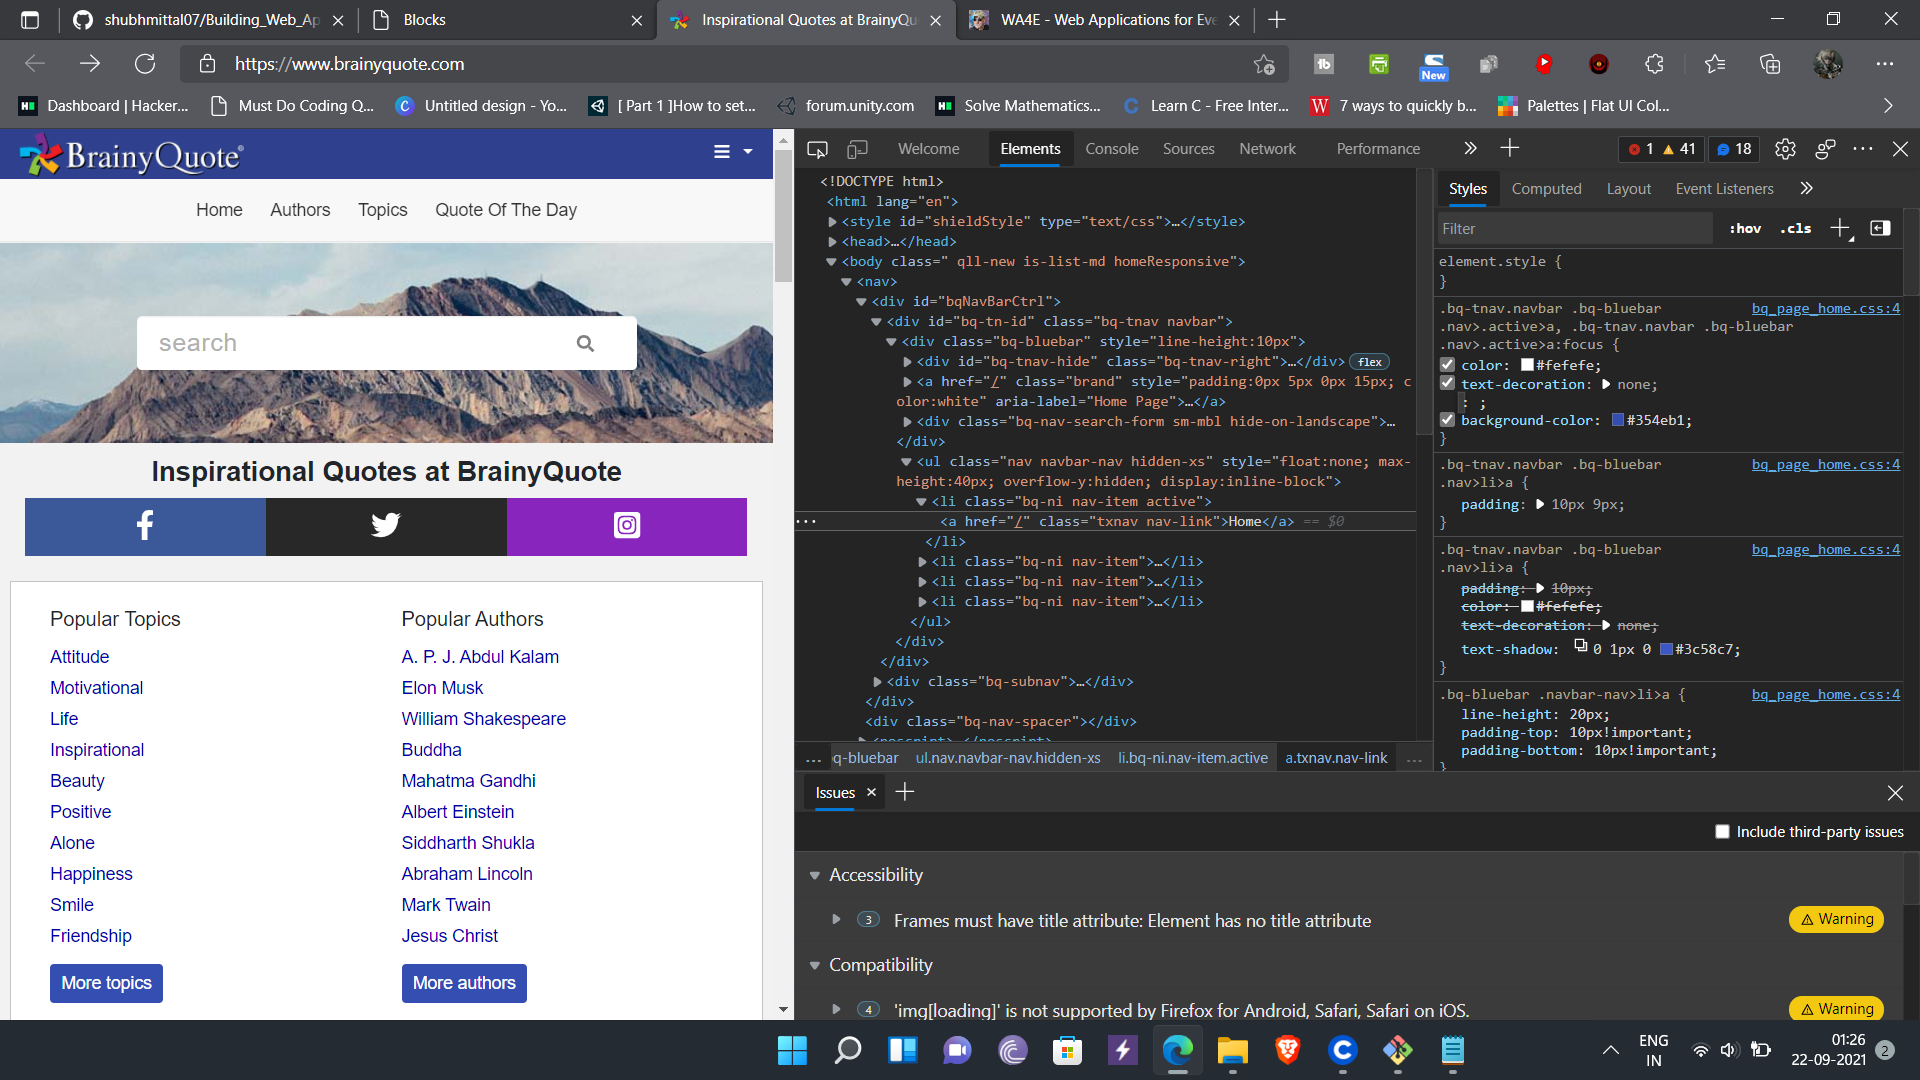 shubhmittal07/Building_Web_Ap
Blocks
Inspirational Quotes at BrainyQu
WA4E - Web Applications for Eve
https://www.brainyquote.com
tb
New
Dashboard | Hacker...
Must Do Coding Q...
Untitled design - Yo...
[ Part 1 ]How to set...
forum.unity.com
Solve Mathematics...
Learn C - Free Inter...
7 ways to quickly b...
Palettes | Flat UI Col...
BrainyQuote®
Home
Authors
Topics
Quote Of The Day
search
Inspirational Quotes at BrainyQuote
Popular Topics
Attitude
Motivational
Life
Inspirational
Beauty
Positive
Alone
Happiness
Smile
Friendship
More topics
Popular Authors
A. P. J. Abdul Kalam
Elon Musk
William Shakespeare
Buddha
Mahatma Gandhi
Albert Einstein
Siddharth Shukla
Abraham Lincoln
Mark Twain
Jesus Christ
More authors
Welcome
Elements
Console
Sources
Network
Performance
1
41
18
<!DOCTYPE html>
<html lang="en">
<style id="shieldStyle" type="text/css">…</style>
<head>…</head>
<body class=" qll-new is-list-md homeResponsive">
<nav>
<div id="bqNavBarCtrl">
<div id="bq-tn-id" class="bq-tnav navbar">
<div class="bq-bluebar" style="line-height:10px">
<div id="bq-tnav-hide" class="bq-tnav-right">…</div> flex
<a href="/" class="brand" style="padding:0px 5px 0px 15px; c
olor:white" aria-label="Home Page">…</a>
<div class="bq-nav-search-form sm-mbl hide-on-landscape">…
</div>
<ul class="nav navbar-nav hidden-xs" style="float:none; max-
height:40px; overflow-y:hidden; display:inline-block">
<li class="bq-ni nav-item active">
<a href="/" class="txnav nav-link">Home</a> == $0
</li>
<li class="bq-ni nav-item">…</li>
<li class="bq-ni nav-item">…</li>
<li class="bq-ni nav-item">…</li>
</ul>
</div>
</div>
<div class="bq-subnav">…</div>
</div>
<div class="bq-nav-spacer"></div>
<noscript>…</noscript>
... q-bluebar
ul.nav.navbar-nav.hidden-xs
li.bq-ni.nav-item.active
a.txnav.nav-link
...
Styles
Computed
Layout
Event Listeners
Filter
:hov
.cls
element.style {
}
.bq-tnav.navbar .bq-bluebar bq_page_home.css:4
.nav>.active>a, .bq-tnav.navbar .bq-bluebar
.nav>.active>a:focus {
color: #fefefe;
text-decoration: none;
: ;
background-color: #354eb1;
}
.bq-tnav.navbar .bq-bluebar bq_page_home.css:4
.nav>li>a {
padding: 10px 9px;
}
.bq-tnav.navbar .bq-bluebar bq_page_home.css:4
.nav>li>a {
padding: 10px;
color: #fefefe;
text-decoration: none;
text-shadow: 0 1px 0 #3c58c7;
}
.bq-bluebar .navbar-nav>li>a { bq_page_home.css:4
line-height: 20px;
padding-top: 10px!important;
padding-bottom: 10px!important;
}
Issues
Include third-party issues
Accessibility
3 Frames must have title attribute: Element has no title attribute
Warning
Compatibility
4 'img[loading]' is not supported by Firefox for Android, Safari, Safari on iOS.
Warning
ENG
IN
01:26
22-09-2021
2